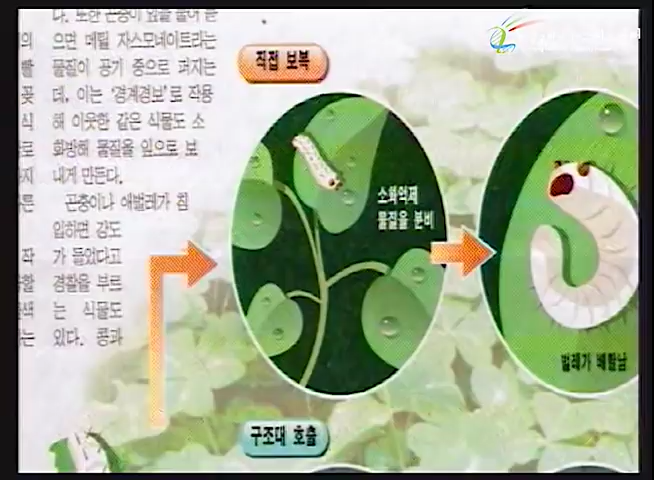 다. 또한 곤충이 잎을 뜯어 먹
으면 메틸 자스모네이트라는
물질이 공기 중으로 퍼지는
데, 이는 '경계경보'로 작용
해 이웃한 같은 식물도 소
화방해 물질을 잎으로 보
내게 만든다.
곤충이나 애벌레가 침
입하면 강도
가 들었다고
경찰을 부르
는 식물도
있다. 콩과
직접 보복
소화억제
물질을 분비
벌레가 배탈남
구조대 호출